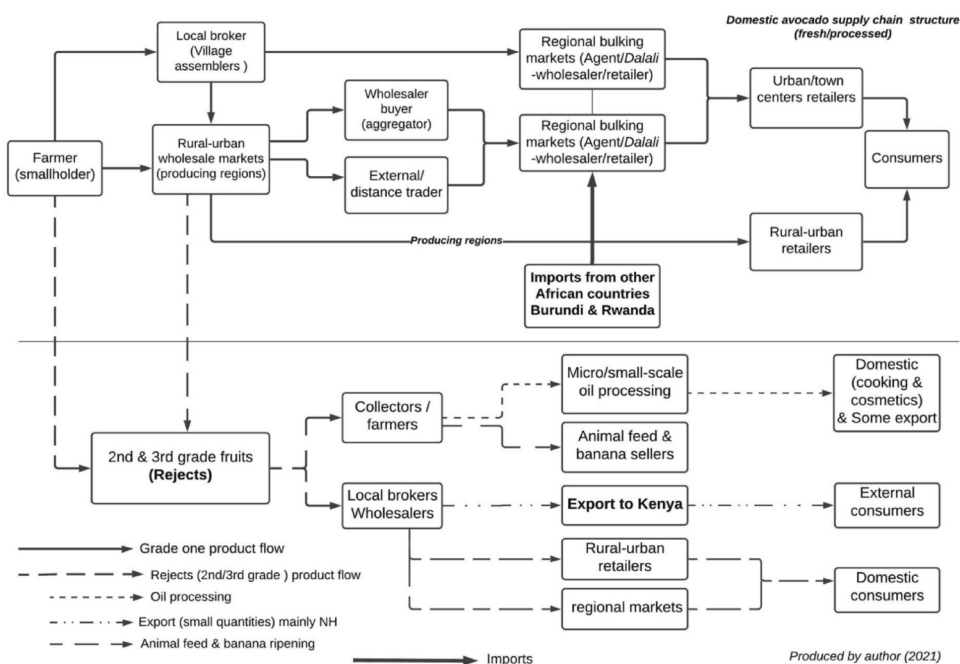 Domestic avocado supply chain structure
(fresh/processed)
Local broker
(Village
assemblers )
Regional bulking
markets (Agent/Dalali
-wholesaler/retailer)
Urban/town
centers retailers
Wholesaler
buyer
(aggregator)
Farmer
(smallholder)
Rural-urban
wholesale markets
(producing regions)
Regional bulking
markets (Agent/Dalali
-wholesaler/retailer)
Consumers
External/
distance trader
Producing regions
Rural-urban
retailers
Imports from other
African countries
Burundi & Rwanda
Micro/small-scale
oil processing
Domestic
(cooking &
cosmetics)
& Some export
Collectors /
farmers
Animal feed &
banana sellers
2nd & 3rd grade fruits
(Rejects)
Local brokers
Wholesalers
Export to Kenya
External
consumers
Rural-urban
retailers
Domestic
consumers
regional markets
Grade one product flow
Rejects (2nd/3rd grade ) product flow
Oil processing
Export (small quantities) mainly NH
Animal feed & banana ripening
Imports
Produced by author (2021)